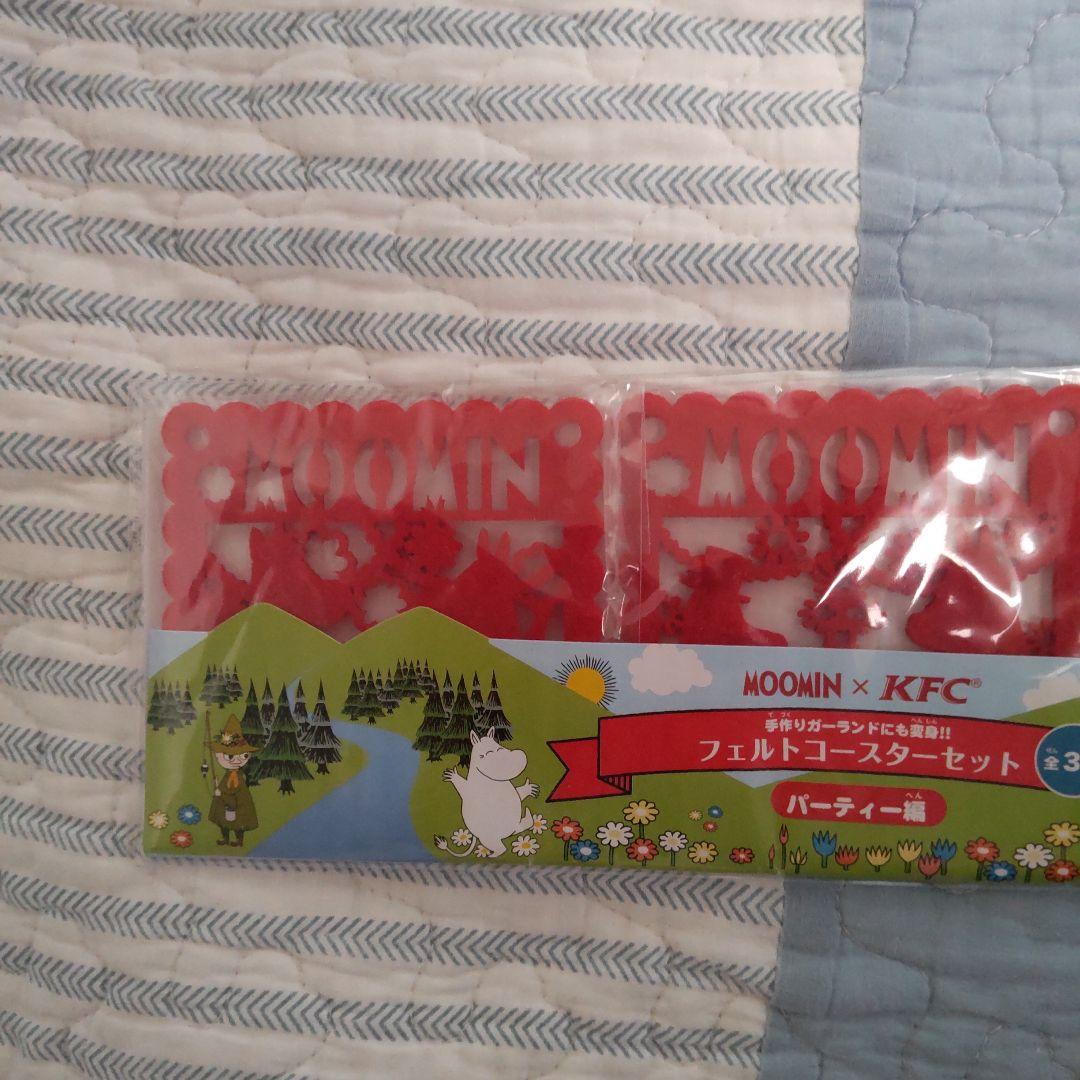 MOOMIN
MOOMIN
MOOMIN × KFC®
手作りガーランドにも変身!!
フェルトコースターセット
全3
パーティー編